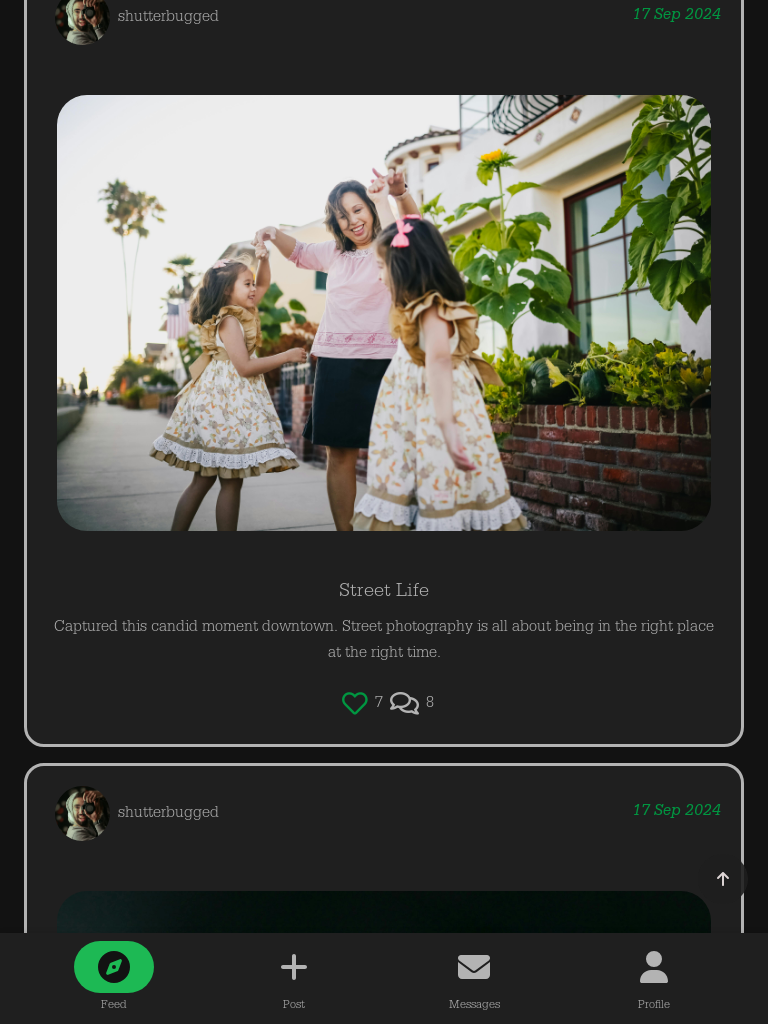 shutterbugged
17 Sep 2024
Street Life
Captured this candid moment downtown. Street photography is all about being in the right place
at the right time.
7
8
shutterbugged
17 Sep 2024
Feed
Post
Messages
Profile